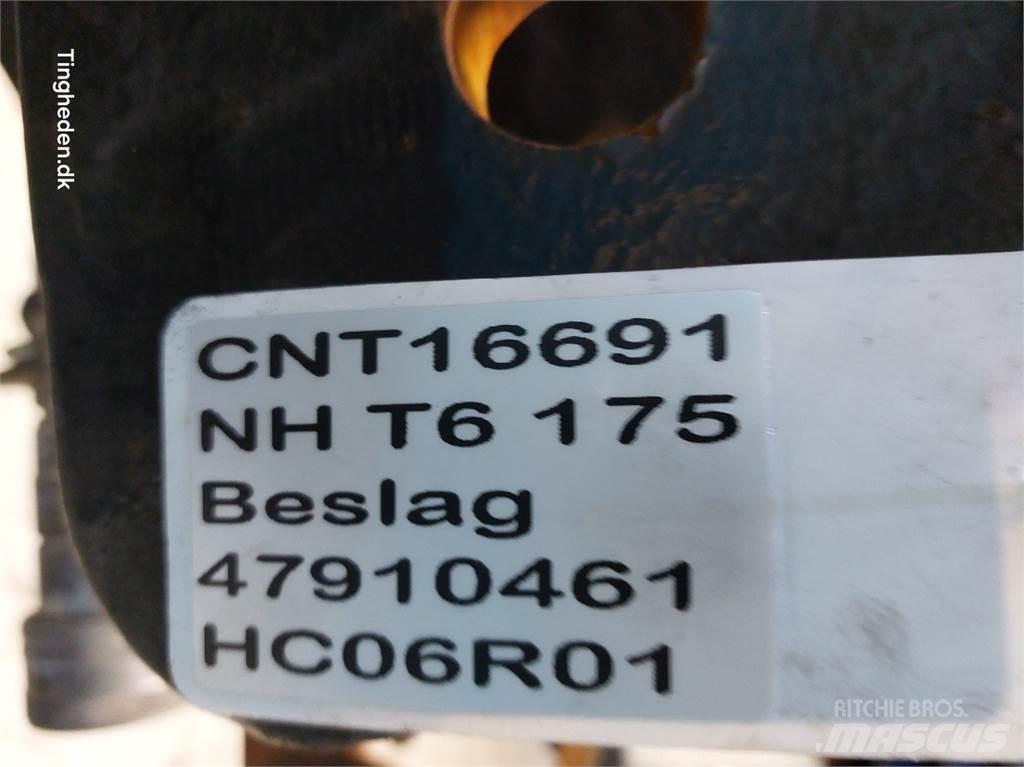 Tingheden.dk
CNT16691
NH T6 175
Beslag
47910461
HC06R01
RITCHIE BROS.
MASCUS